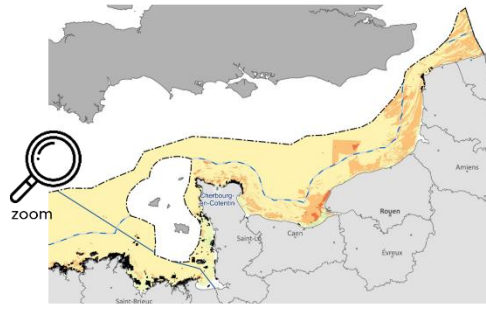 zoom
Cherbourg
-en-Cotentin
Amiens
Rouen
Saint-Lô
Caen
Évreux
Saint-Brieuc